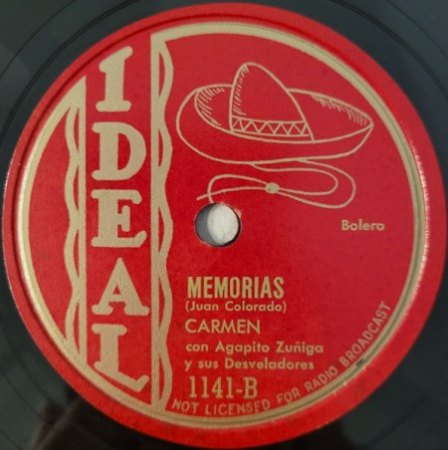 IDEAL
Bolero
MEMORIAS
(Juan Colorado)
CARMEN
con Agapito Zuñiga
y sus Desveladores
1141-B
NOT LICENSED FOR RADIO BROADCAST